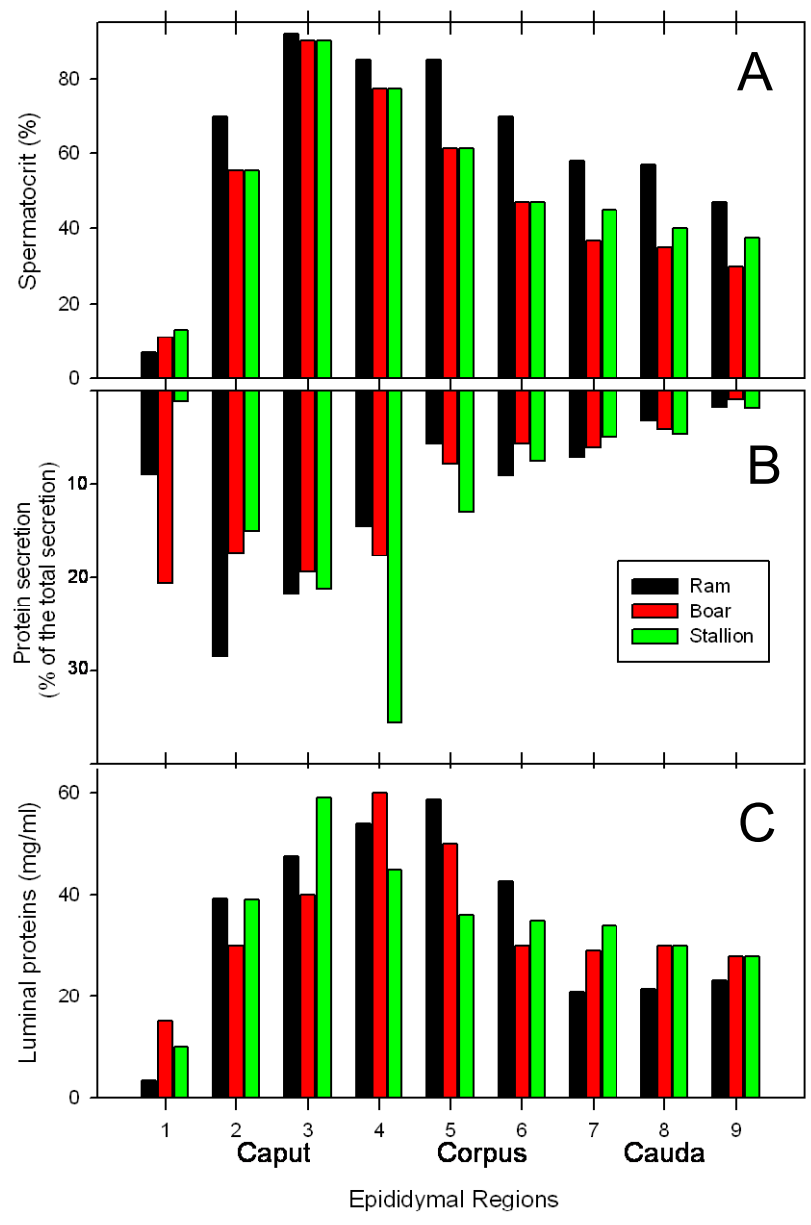 A
Spermatocrit (%)
80
60
40
20
0
B
Protein secretion
(% of the total secretion)
10
20
30
Ram
Boar
Stallion
C
Luminal proteins (mg/ml)
60
40
20
0
1 2 3 4 5 6 7 8 9
Caput Corpus Cauda
Epididymal Regions